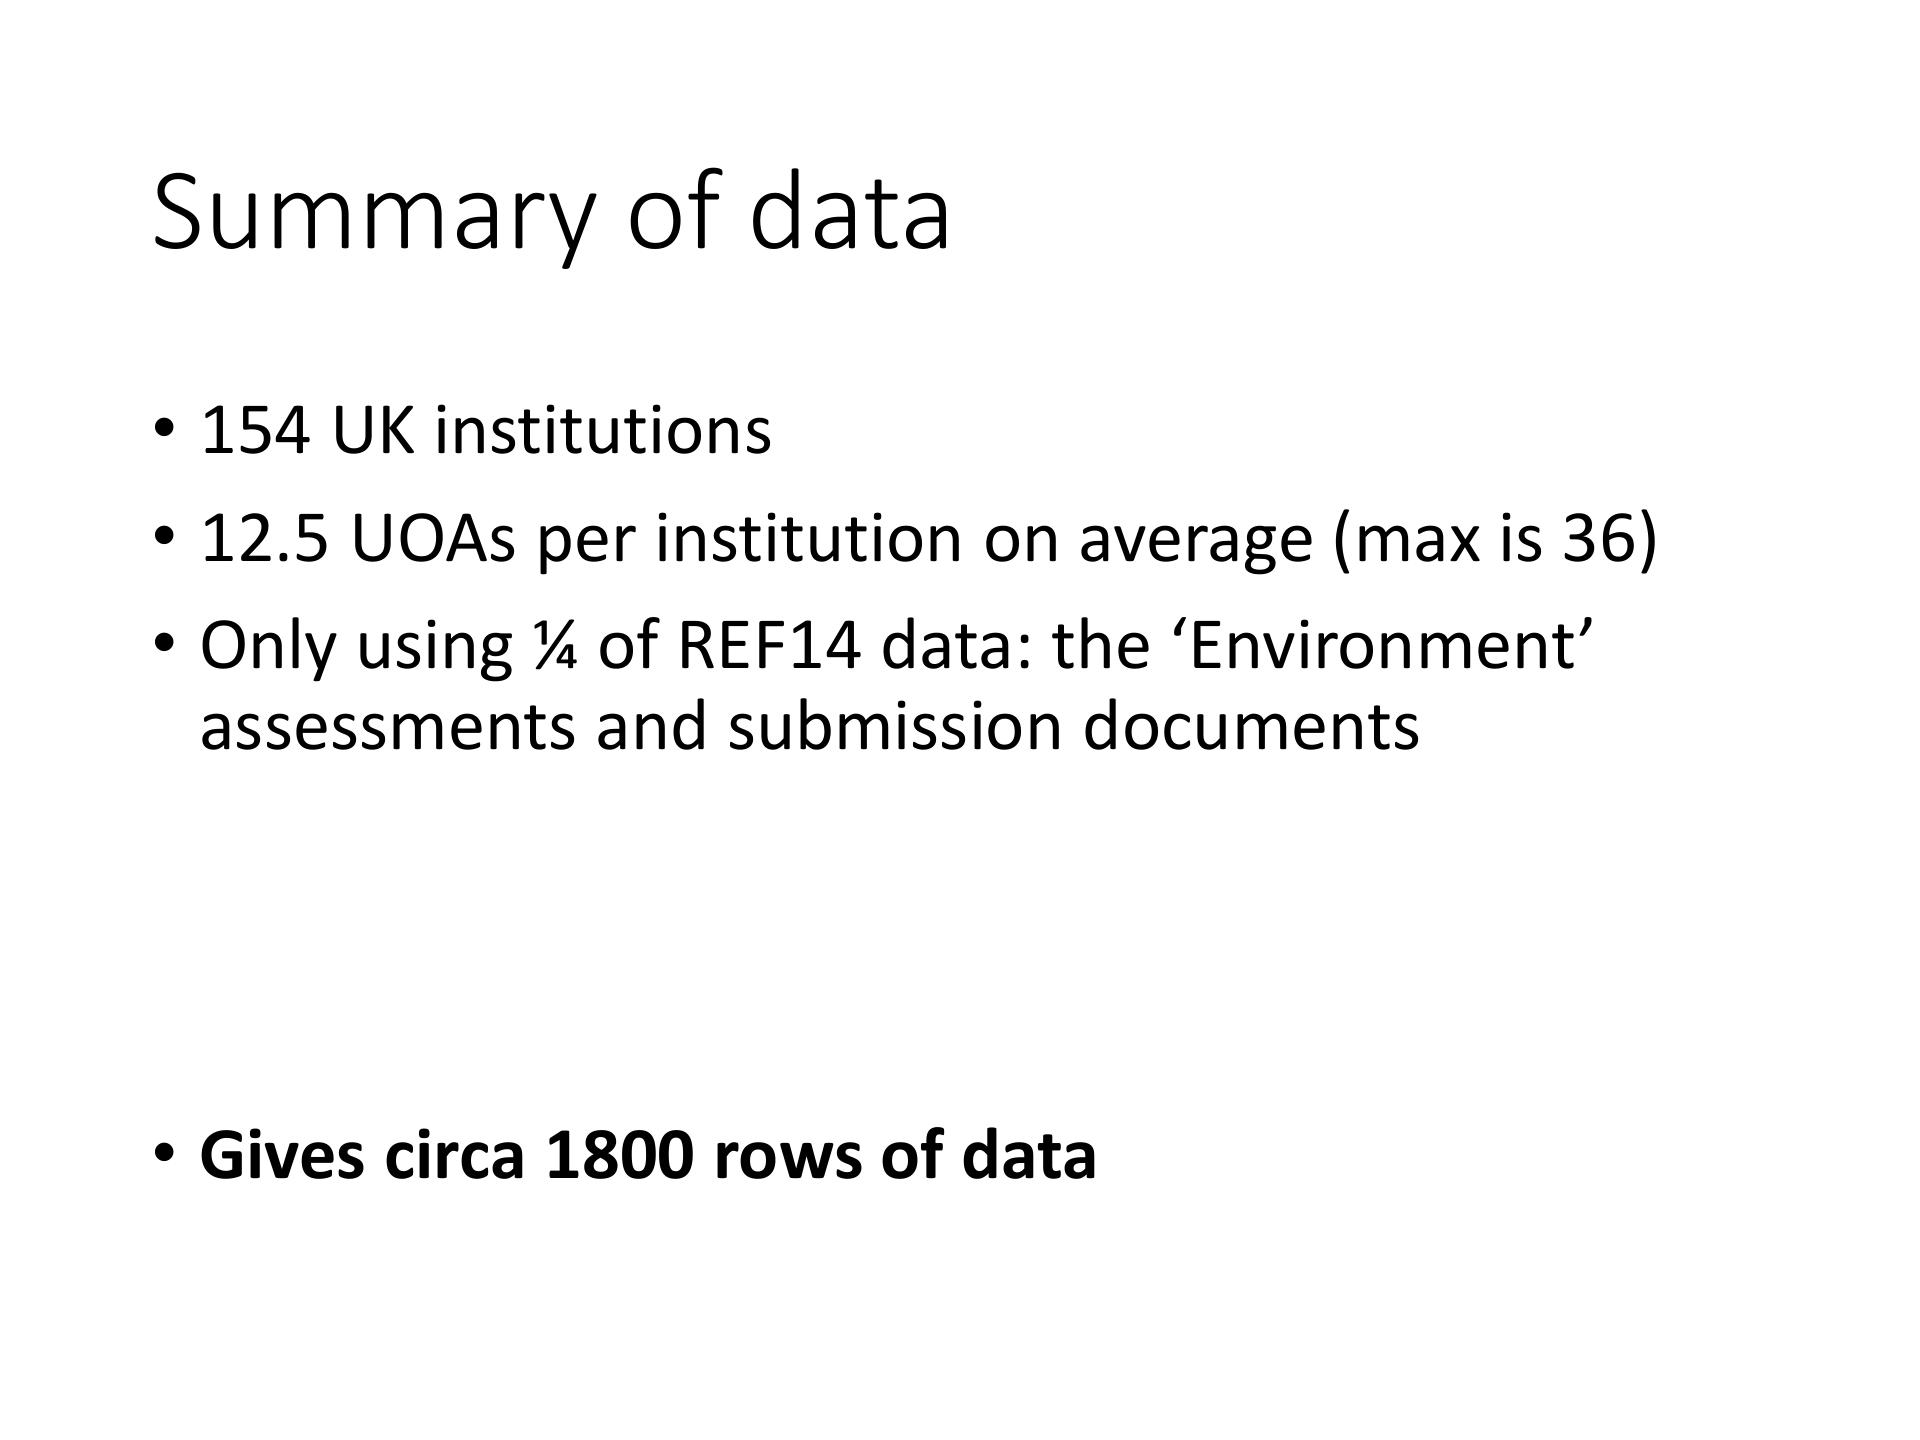 Summary of data
• 154 UK institutions
• 12.5 UOAs per institution on average (max is 36)
• Only using ¼ of REF14 data: the ‘Environment’
assessments and submission documents
• Gives circa 1800 rows of data